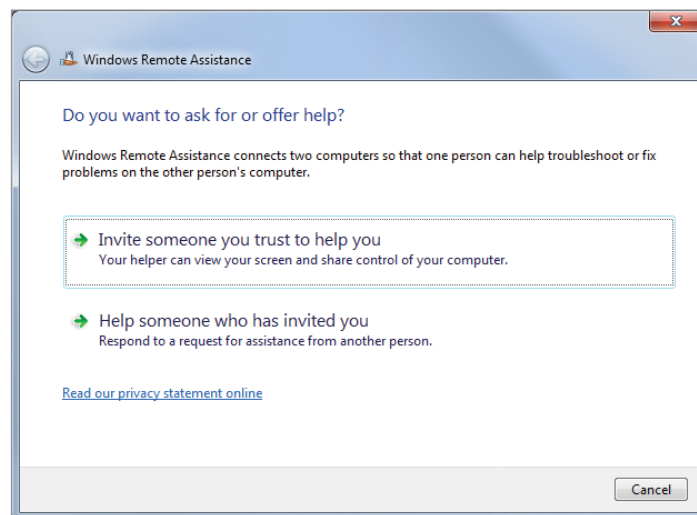 Windows Remote Assistance
Do you want to ask for or offer help?
Windows Remote Assistance connects two computers so that one person can help troubleshoot or fix
problems on the other person's computer.
Invite someone you trust to help you
Your helper can view your screen and share control of your computer.
Help someone who has invited you
Respond to a request for assistance from another person.
Read our privacy statement online
Cancel